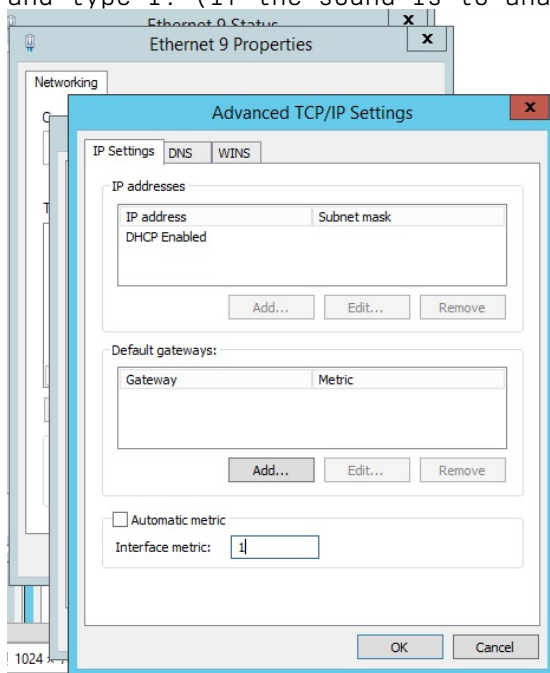 and type 1. (If the sound is to ana
Ethernet 9 Status
x
Ethernet 9 Properties
x
Networking
Advanced TCP/IP Settings
x
IP Settings DNS WINS
IP addresses
IP address Subnet mask
DHCP Enabled
Add... Edit... Remove
Default gateways:
Gateway Metric
Add... Edit... Remove
Automatic metric
Interface metric: 1
OK Cancel
1024 ×